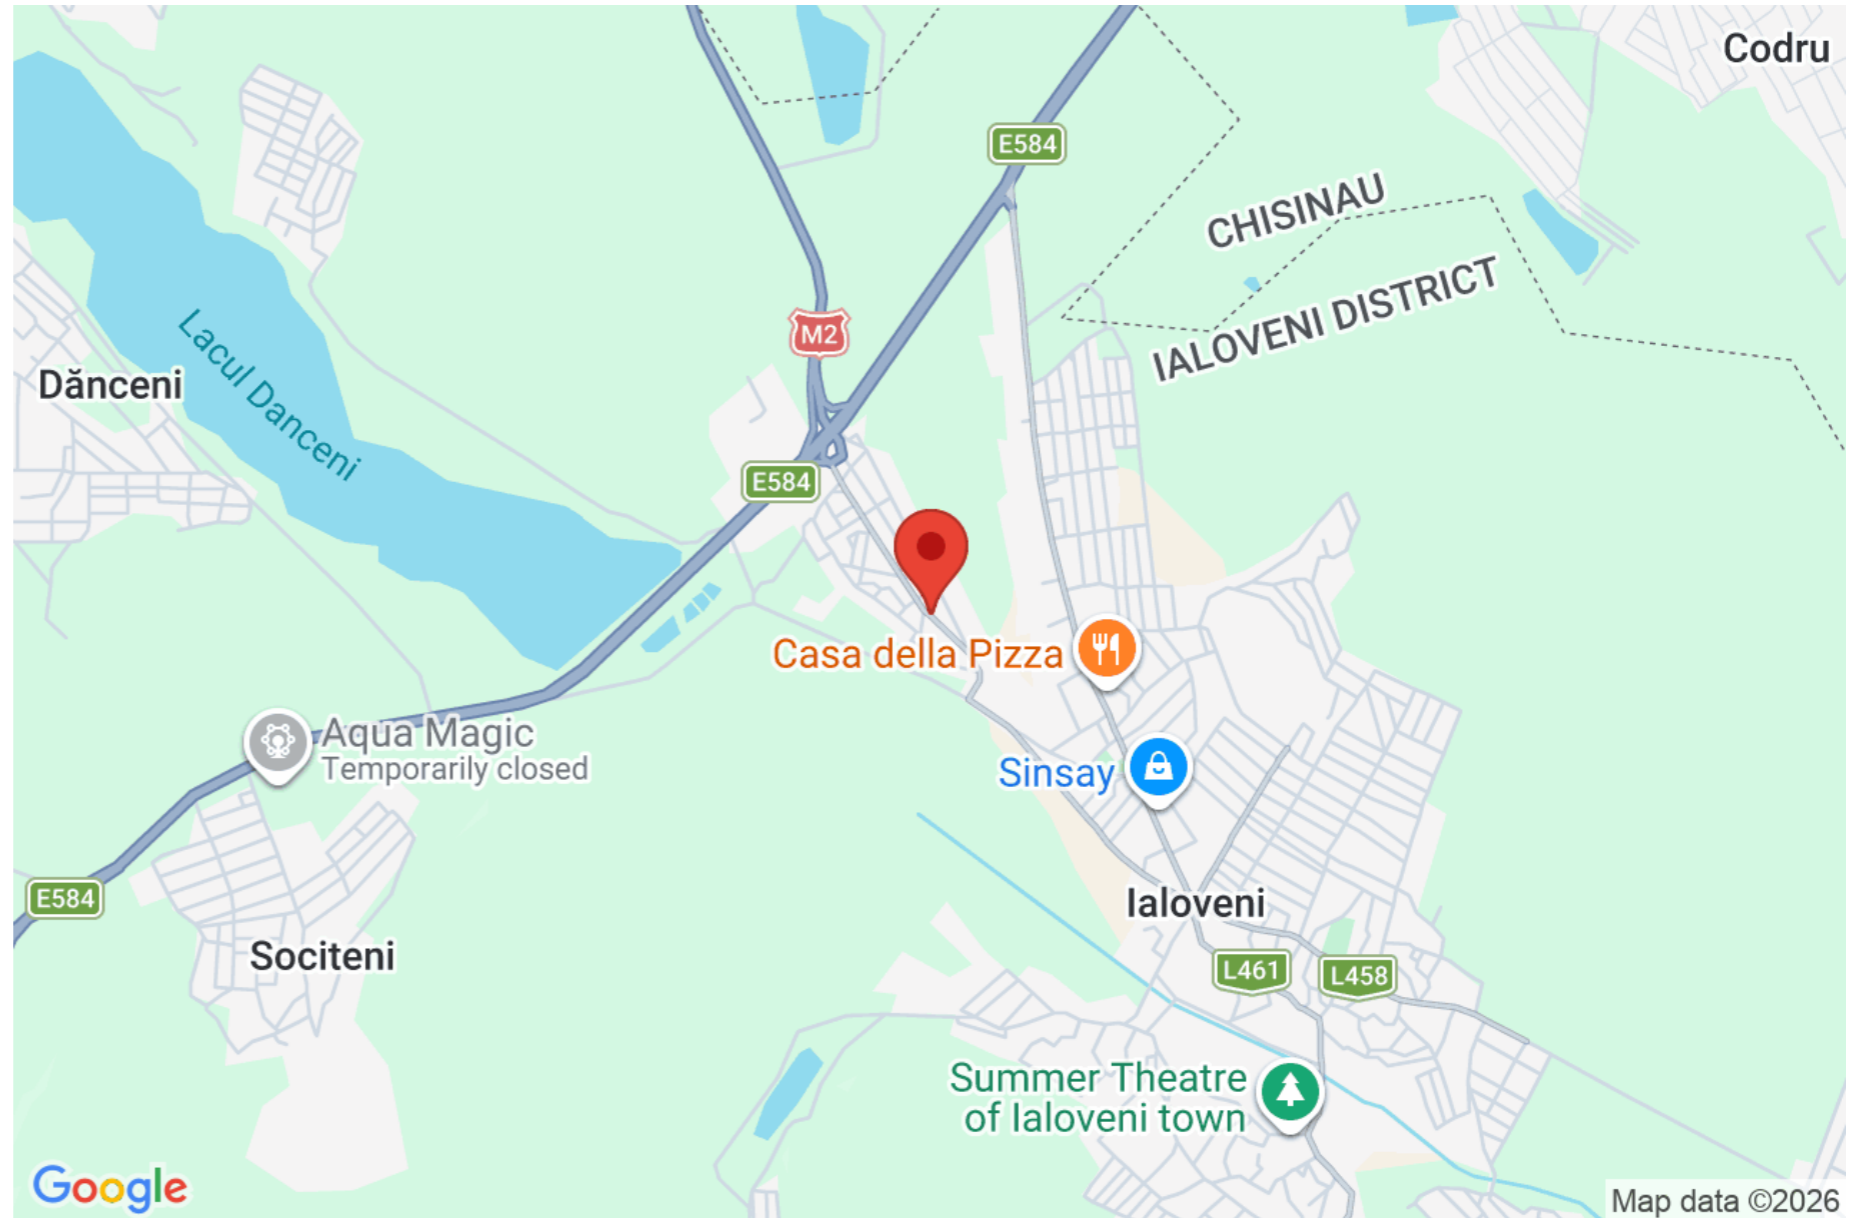 Codru
E584
CHISINAU
IALOVENI DISTRICT
M2
Lacul Danceni
Dănceni
E584
Casa della Pizza
Aqua Magic
Temporarily closed
Sinsay
E584
Ialoveni
Sociteni
L461
L458
Summer Theatre
of Ialoveni town
Google
Map data ©2026